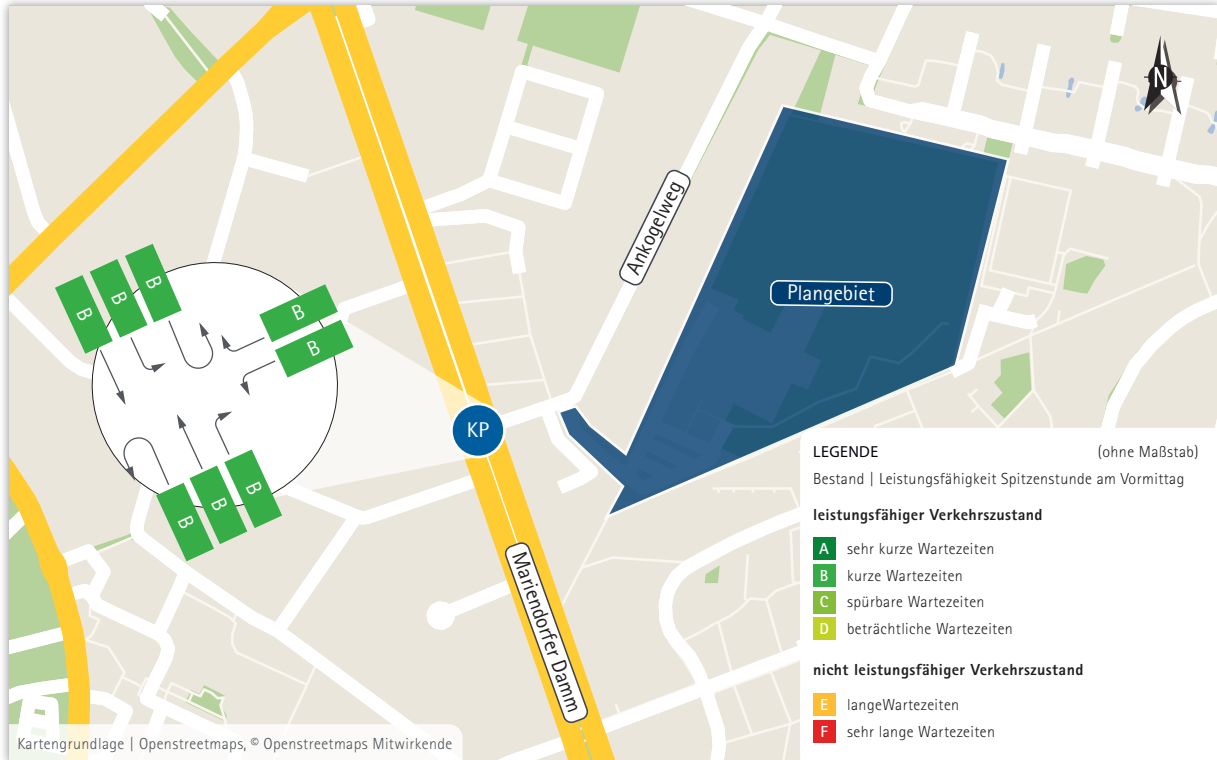 N
Ankogelweg
Plangebiet
B
B
B
B
B
KP
B
B
B
Mariendorfer Damm
LEGENDE (ohne Maßstab)
Bestand | Leistungsfähigkeit Spitzenstunde am Vormittag
leistungsfähiger Verkehrszustand
A sehr kurze Wartezeiten
B kurze Wartezeiten
C spürbare Wartezeiten
D beträchtliche Wartezeiten
nicht leistungsfähiger Verkehrszustand
E langeWartezeiten
F sehr lange Wartezeiten
Kartengrundlage | Openstreetmaps, © Openstreetmaps Mitwirkende